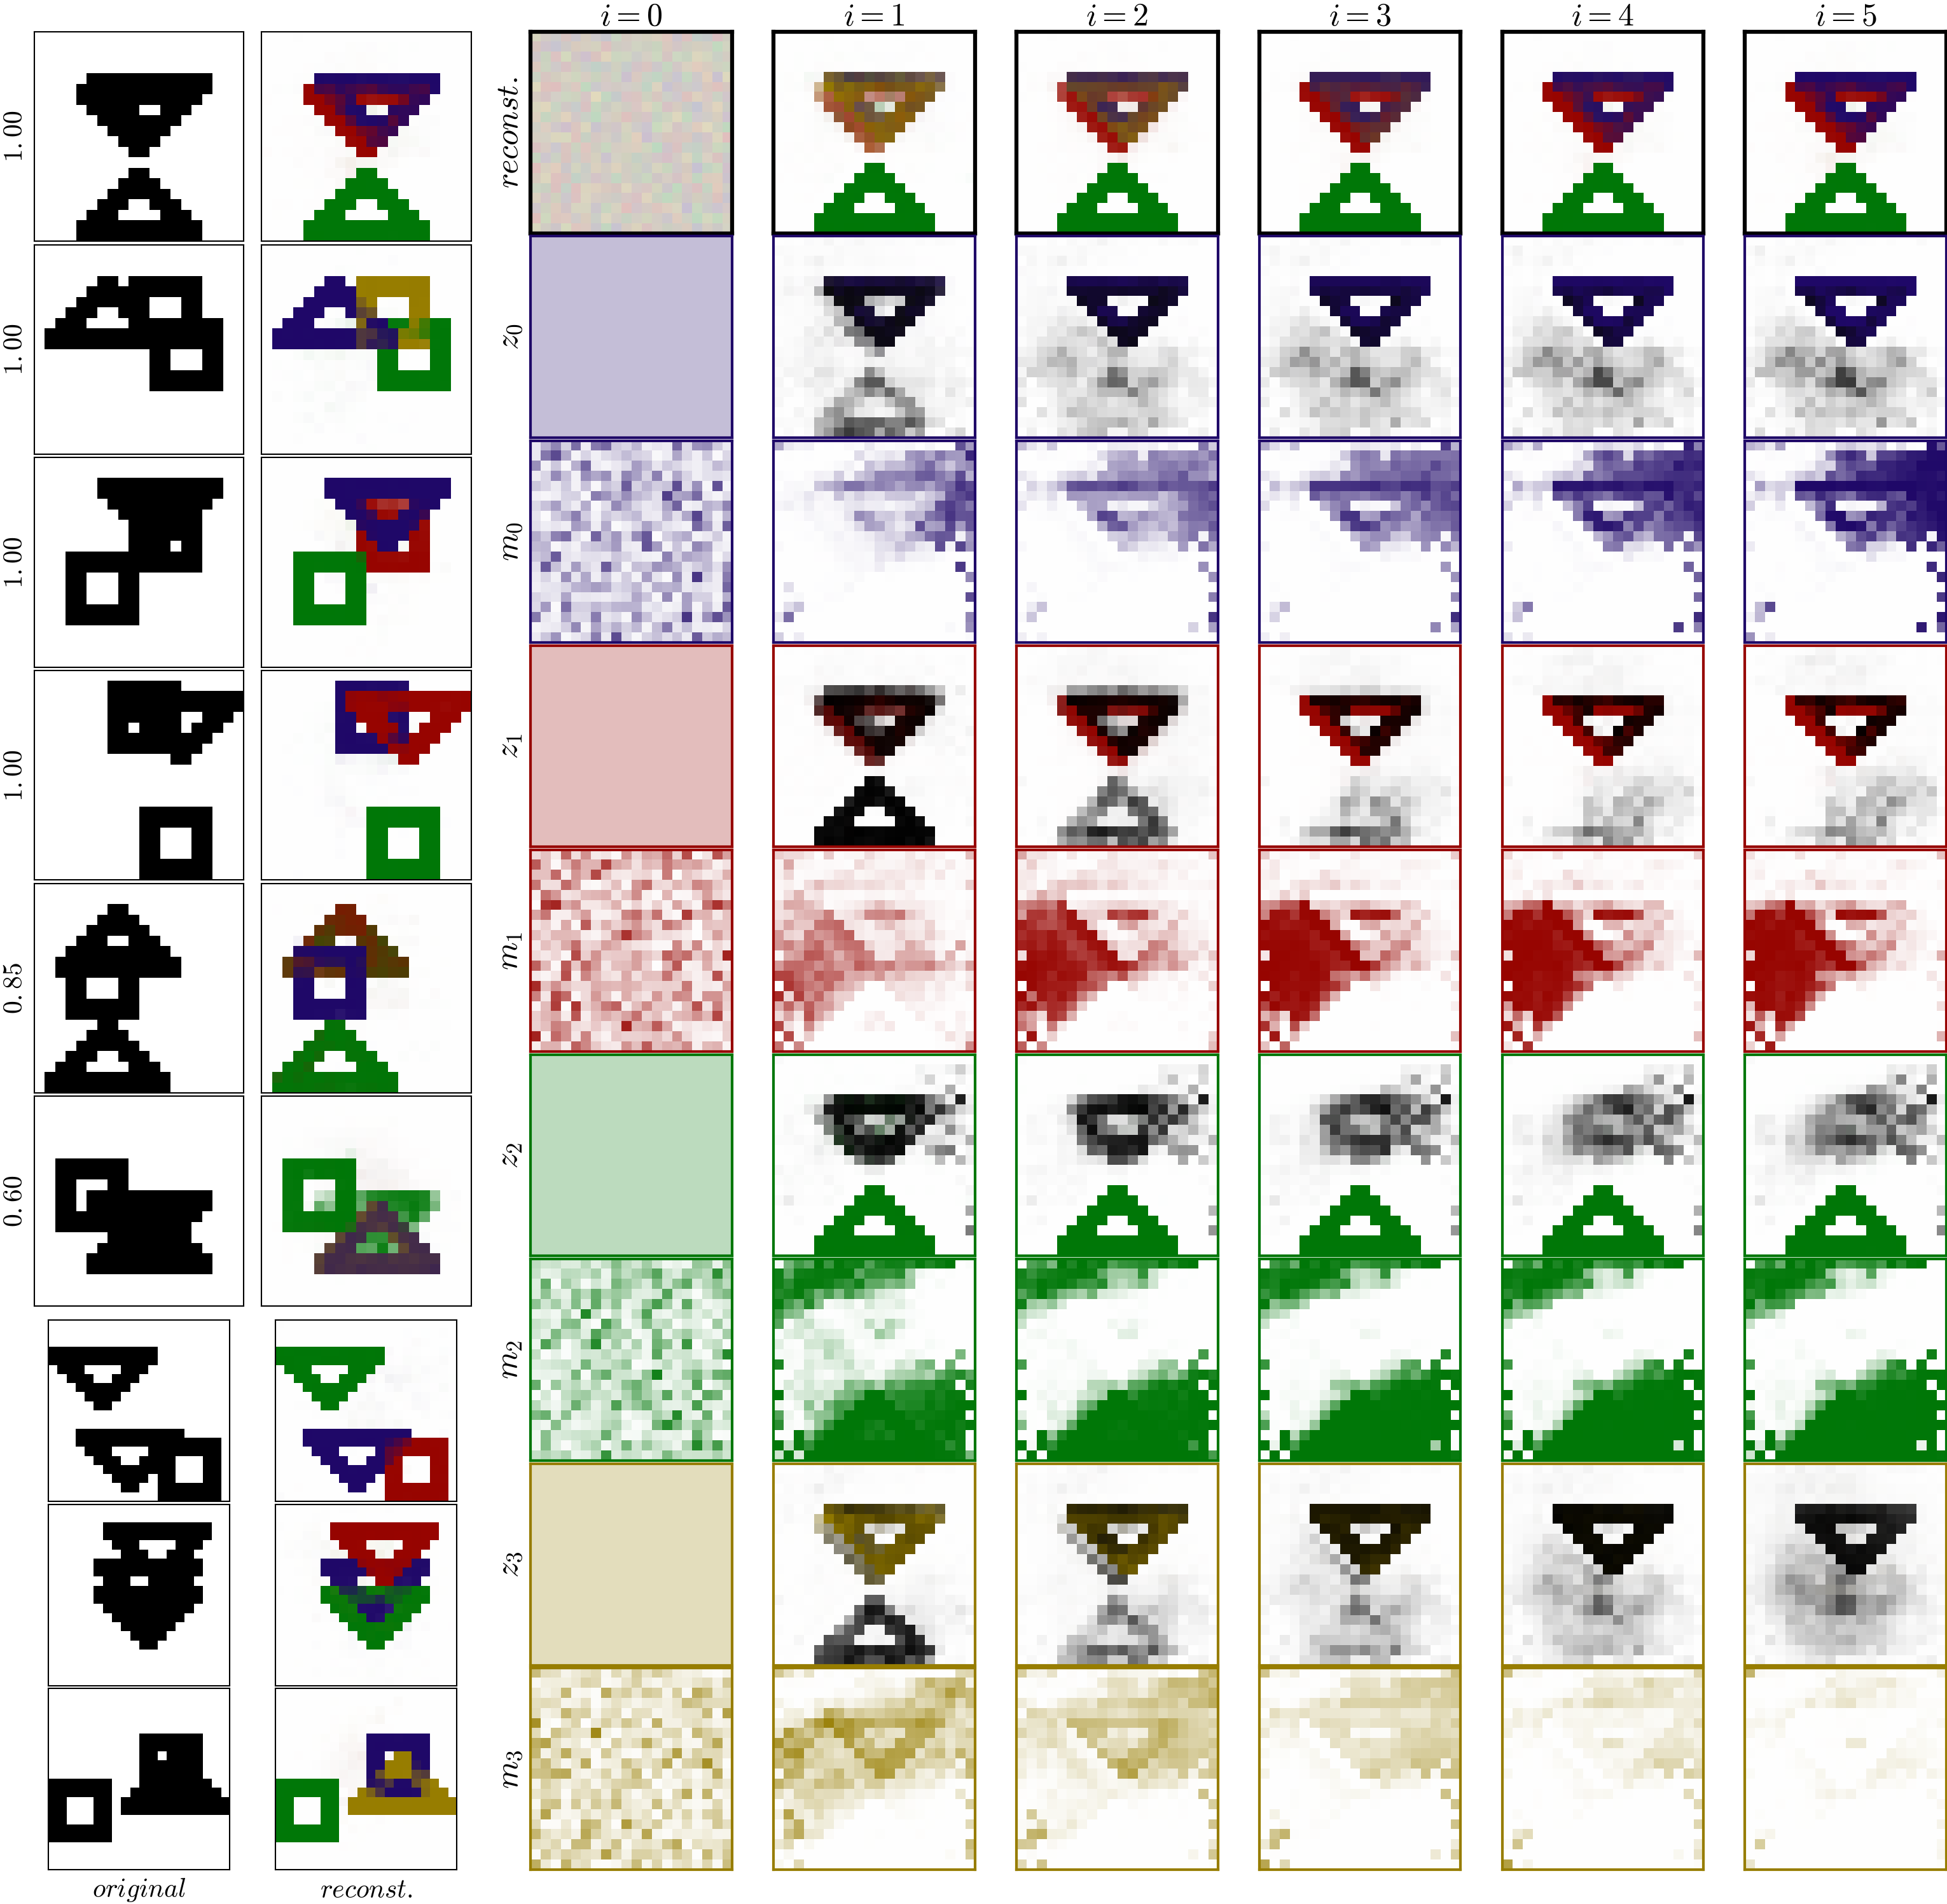 i = 0
i = 1
i = 2
i = 3
i = 4
i = 5
1.00
1.00
1.00
1.00
0.85
0.60
reconst.
z0
m0
z1
m1
z2
m2
z3
m3
original
reconst.